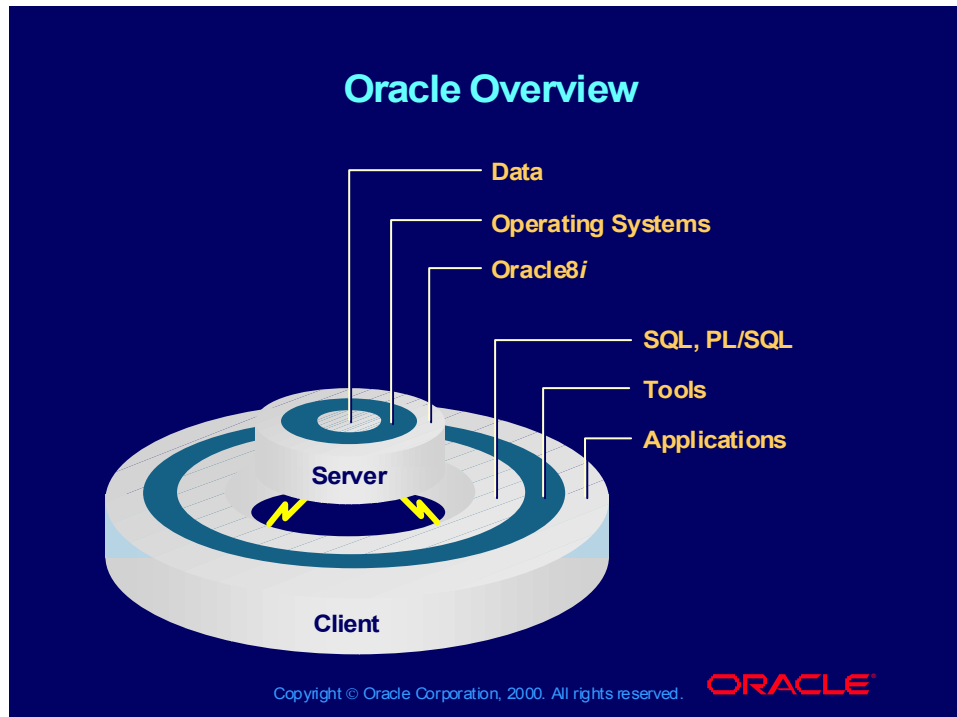 Oracle Overview
Data
Operating Systems
Oracle8i
SQL, PL/SQL
Tools
Applications
Server
Client
Copyright © Oracle Corporation, 2000. All rights reserved.
ORACLE®